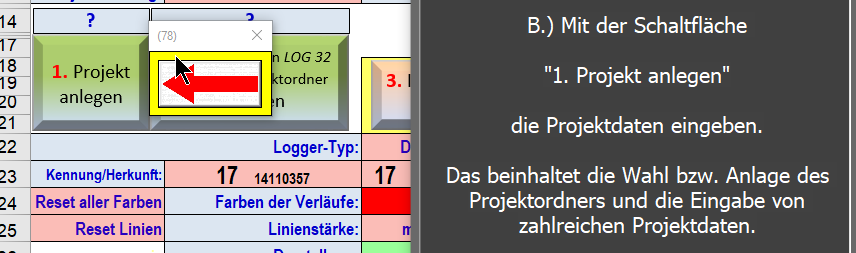 14 ? ?
(78)
17
18 n LOG 32
1. Projekt ktordner 3.
19
anlegen en
20
21
22 Logger-Typ: D
23 Kennung/Herkunft: 17 14110357 17
24 Reset aller Farben Farben der Verläufe:
25 Reset Linien Linienstärke: m
B.) Mit der Schaltfläche
"1. Projekt anlegen"
die Projektdaten eingeben.
Das beinhaltet die Wahl bzw. Anlage des
Projektordners und die Eingabe von
zahlreichen Projektdaten.